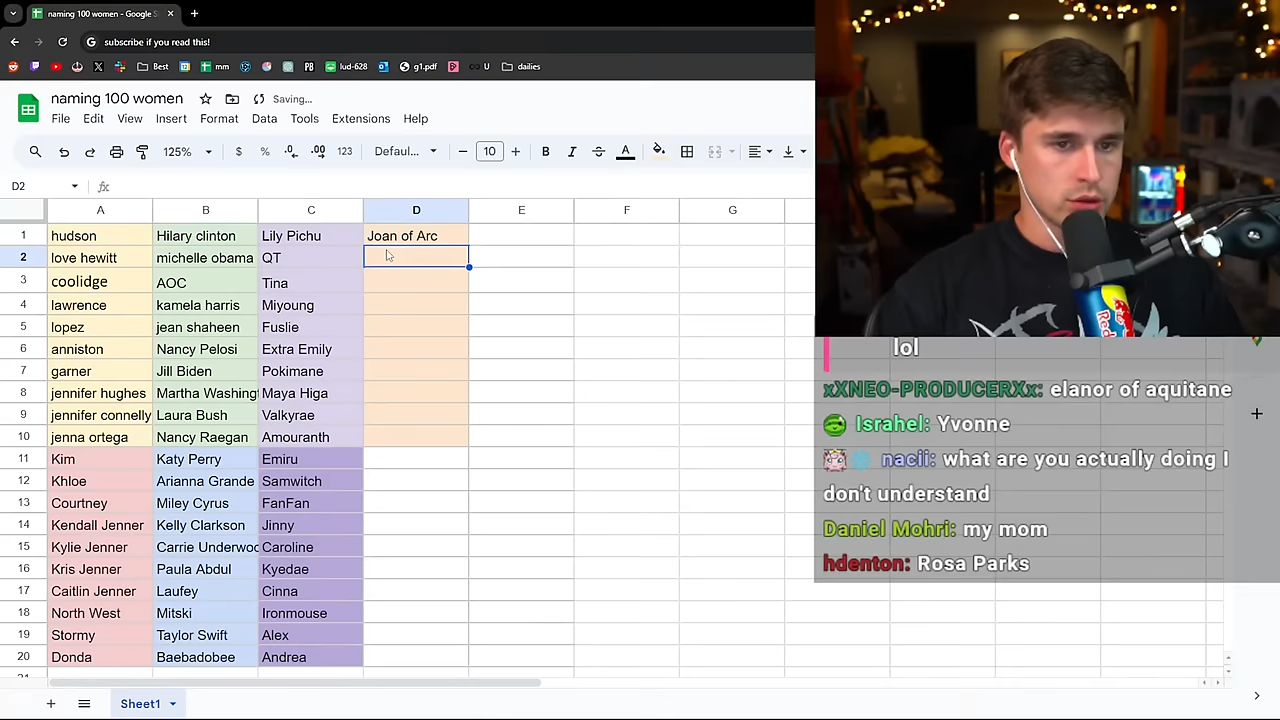 naming 100 women - Google S
subscribe if you read this!
Best
mm
lud-628
g1.pdf
U
dailies
naming 100 women
Saving...
File Edit View Insert Format Data Tools Extensions Help
125% $ % .0 .00 123 Defaul... 10 B I A
D2
fx
A B C D E F G
1 hudson Hilary clinton Lily Pichu Joan of Arc
2 love hewitt michelle obama QT
3 coolidge AOC Tina
4 lawrence kamela harris Miyoung
5 lopez jean shaheen Fuslie
6 anniston Nancy Pelosi Extra Emily
7 garner Jill Biden Pokimane
8 jennifer hughes Martha Washing Maya Higa
9 jennifer connelly Laura Bush Valkyrae
10 jenna ortega Nancy Raegan Amouranth
11 Kim Katy Perry Emiru
12 Khloe Arianna Grande Samwitch
13 Courtney Miley Cyrus FanFan
14 Kendall Jenner Kelly Clarkson Jinny
15 Kylie Jenner Carrie Underwoo Caroline
16 Kris Jenner Paula Abdul Kyedae
17 Caitlin Jenner Laufey Cinna
18 North West Mitski Ironmouse
19 Stormy Taylor Swift Alex
20 Donda Baebadobee Andrea
Sheet1
lol
xXNEO-PRODUCERXx: elanor of aquitane
Israhel: Yvonne
nacii: what are you actually doing I
don't understand
Daniel Mohri: my mom
hdenton: Rosa Parks